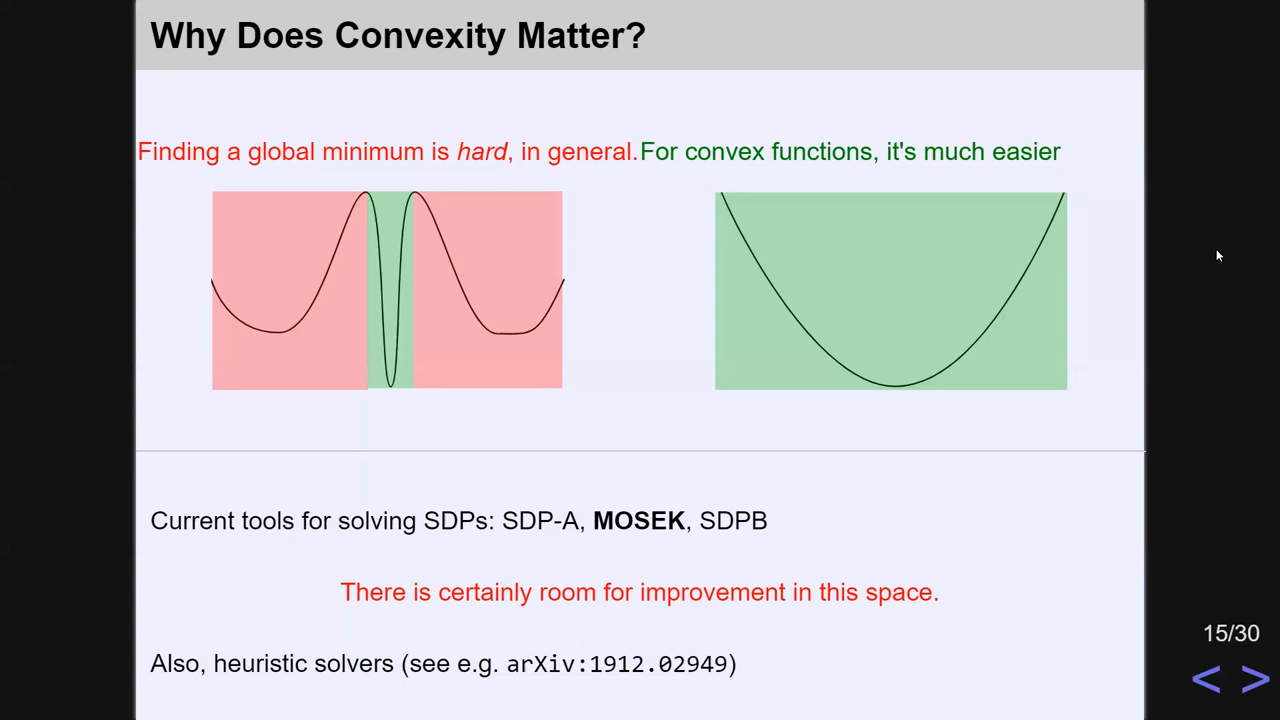 Why Does Convexity Matter?
Finding a global minimum is hard, in general.For convex functions, it's much easier
Current tools for solving SDPs: SDP-A, MOSEK, SDPB
There is certainly room for improvement in this space.
Also, heuristic solvers (see e.g. arXiv:1912.02949)
15/30
< >